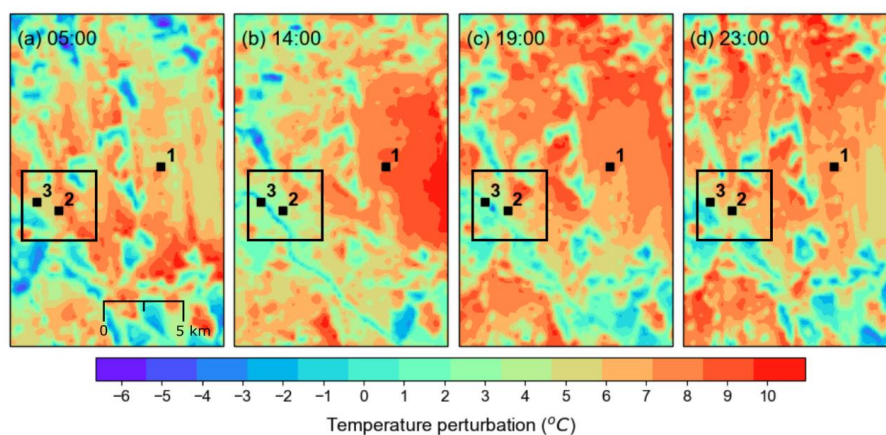 (a) 05:00 (b) 14:00 (c) 19:00 (d) 23:00
1 1 1 1
3 3 3 3
2 2 2 2
0 5 km
−6 −5 −4 −3 −2 −1 0 1 2 3 4 5 6 7 8 9 10
Temperature perturbation (°C)